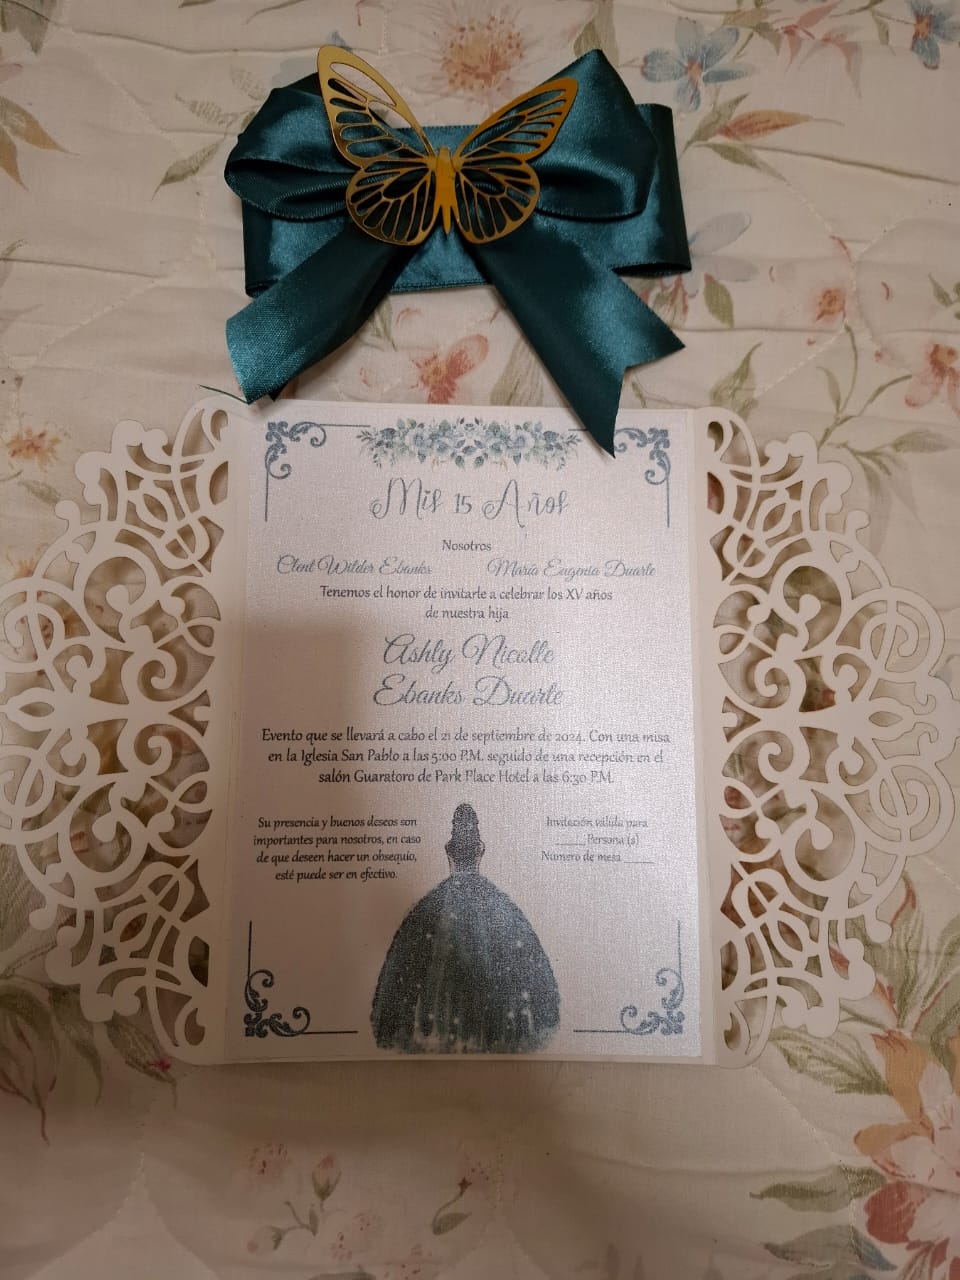 Mis 15 Años
Nosotros
Clent Wilder Ebanks María Eugenia Duarte
Tenemos el honor de invitarle a celebrar los XV años
de nuestra hija
Ashly Nicolle
Ebanks Duarte
Evento que se llevará a cabo el 21 de septiembre de 2024. Con una misa
en la Iglesia San Pablo a las 5:00 P.M. seguido de una recepción en el
salón Guaratoro de Park Place Hotel a las 6:30 P.M.
Su presencia y buenos deseos son
importantes para nosotros, en caso
de que deseen hacer un obsequio,
esté puede ser en efectivo.
Invitación válida para
_____Persona (s)
Número de mesa _____